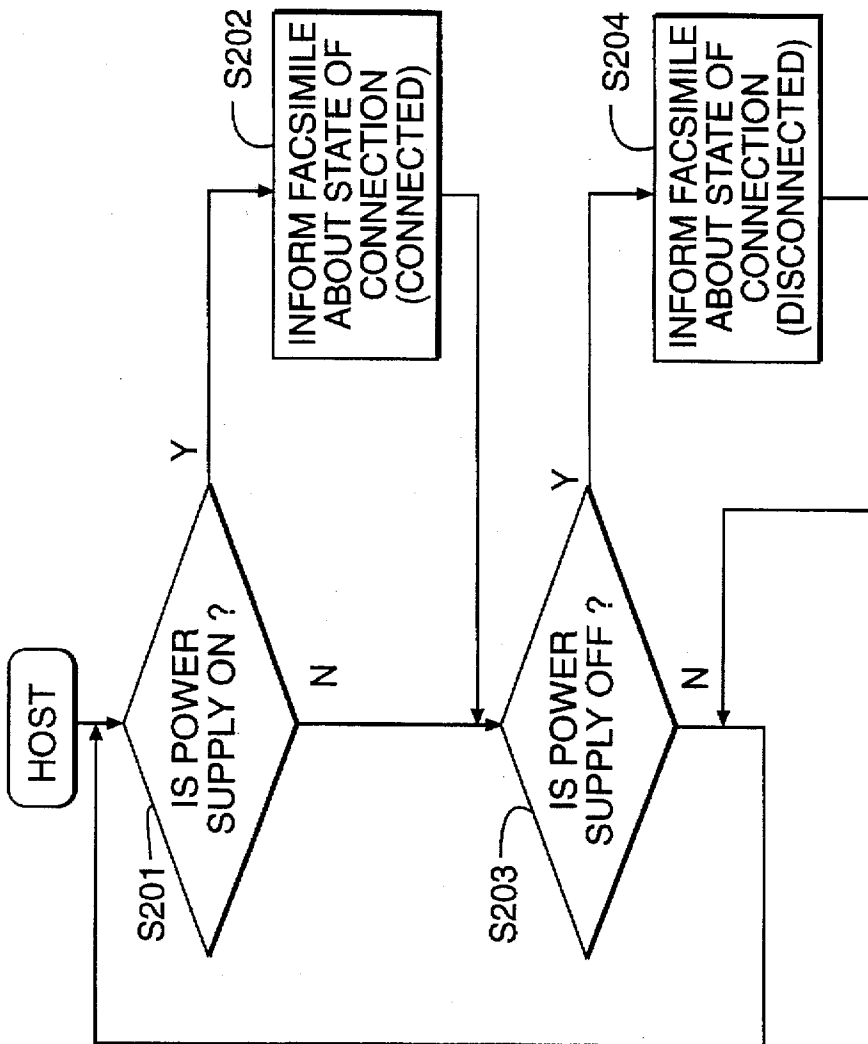 HOST
S201
IS POWER
SUPPLY ON ?
Y
N
S202
INFORM FACSIMILE
ABOUT STATE OF
CONNECTION
(CONNECTED)
S203
IS POWER
SUPPLY OFF ?
Y
N
S204
INFORM FACSIMILE
ABOUT STATE OF
CONNECTION
(DISCONNECTED)